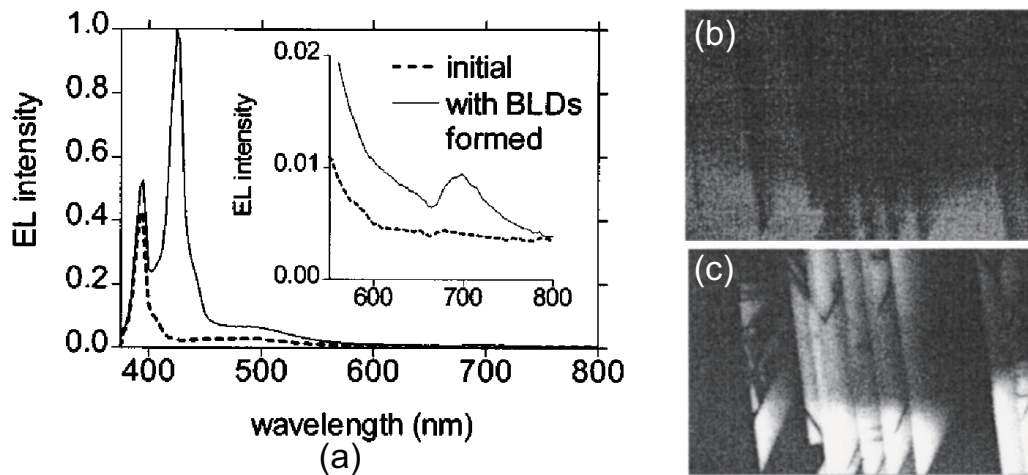 EL intensity
1.0
0.8
0.6
0.4
0.2
0.0
400
500
600
700
800
wavelength (nm)
(a)
EL intensity
0.02
0.01
0.00
600
700
800
initial
with BLDs
formed
(b)
(c)